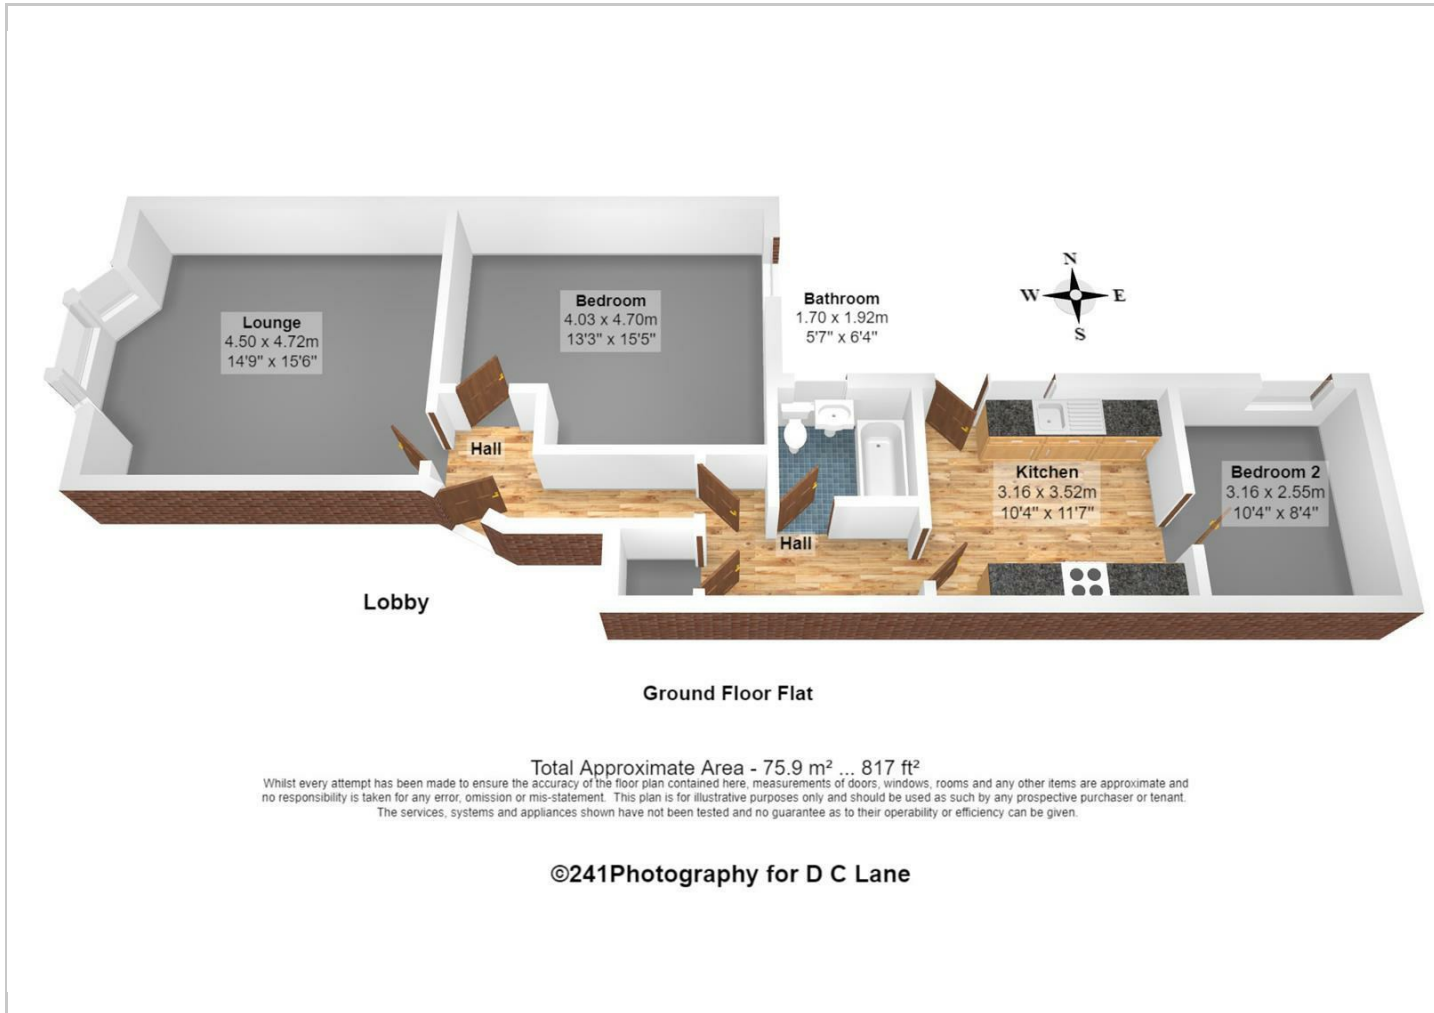 Lounge
4.50 x 4.72m
14'9" x 15'6"
Bedroom
4.03 x 4.70m
13'3" x 15'5"
Bathroom
1.70 x 1.92m
5'7" x 6'4"
N
W E
S
Hall
Hall
Kitchen
3.16 x 3.52m
10'4" x 11'7"
Bedroom 2
3.16 x 2.55m
10'4" x 8'4"
Lobby
Ground Floor Flat
Total Approximate Area - 75.9 m² ... 817 ft²
Whilst every attempt has been made to ensure the accuracy of the floor plan contained here, measurements of doors, windows, rooms and any other items are approximate and
no responsibility is taken for any error, omission or mis-statement. This plan is for illustrative purposes only and should be used as such by any prospective purchaser or tenant.
The services, systems and appliances shown have not been tested and no guarantee as to their operability or efficiency can be given.
©241Photography for D C Lane